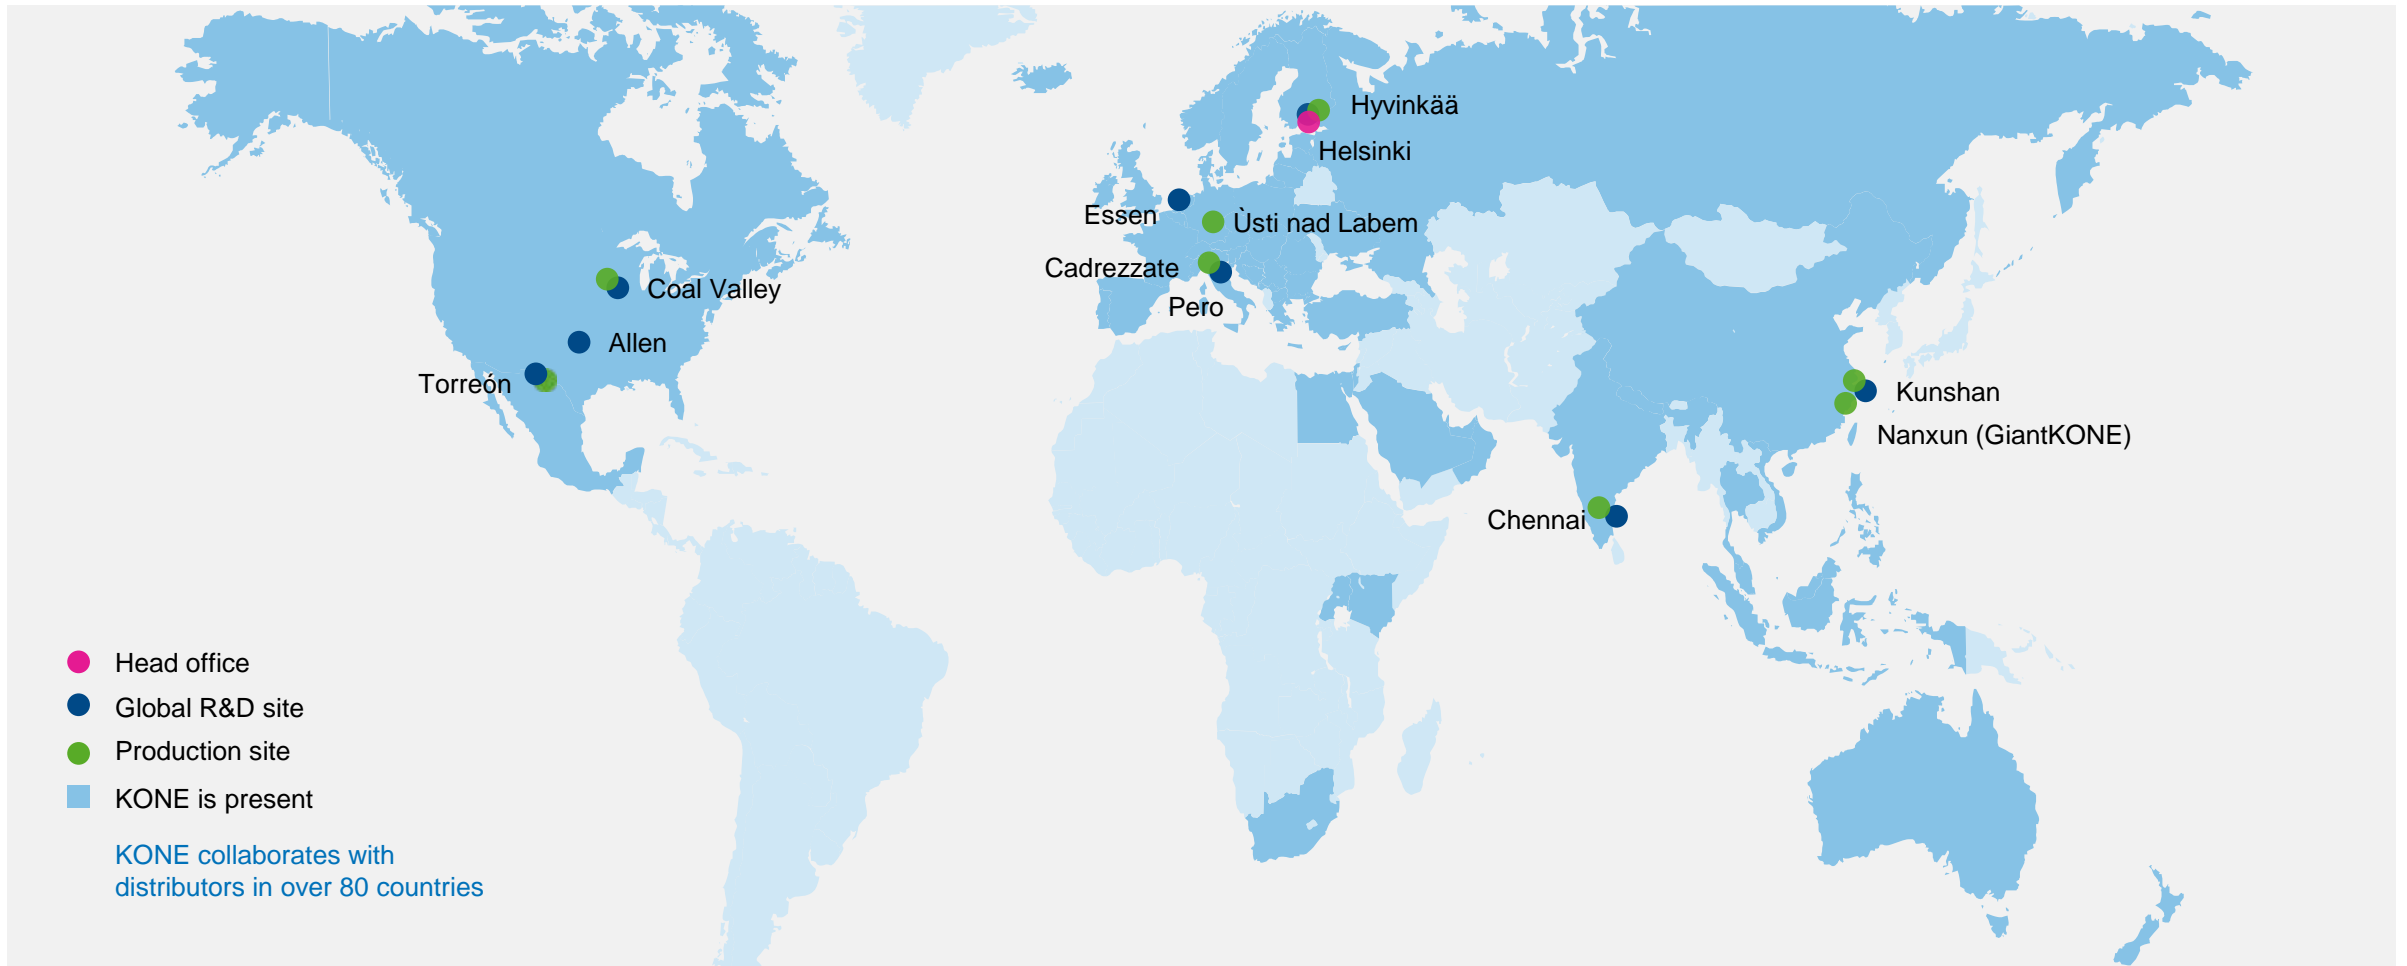 Hyvinkää
Helsinki
Essen
Ùsti nad Labem
Cadrezzate
Pero
Coal Valley
Allen
Torreón
Kunshan
Nanxun (GiantKONE)
Chennai
Head office
Global R&D site
Production site
KONE is present
KONE collaborates with
distributors in over 80 countries